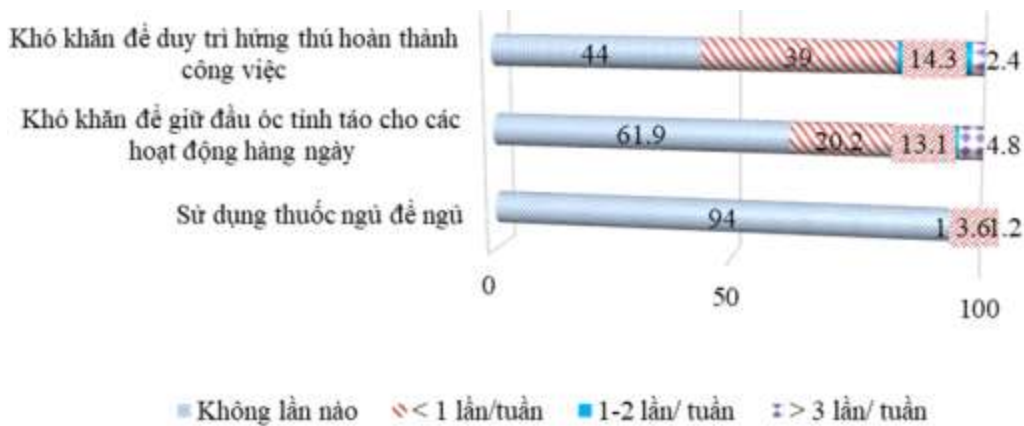 Khó khăn để duy trì hứng thú hoàn thành
công việc
44 39 14.3 2.4
Khó khăn để giữ đầu óc tỉnh táo cho các
hoạt động hàng ngày
61.9 20.2 13.1 4.8
Sử dụng thuốc ngủ để ngủ
94 1 3.6 1.2
0 50 100
Không lần nào < 1 lần/tuần 1-2 lần/ tuần > 3 lần/ tuần